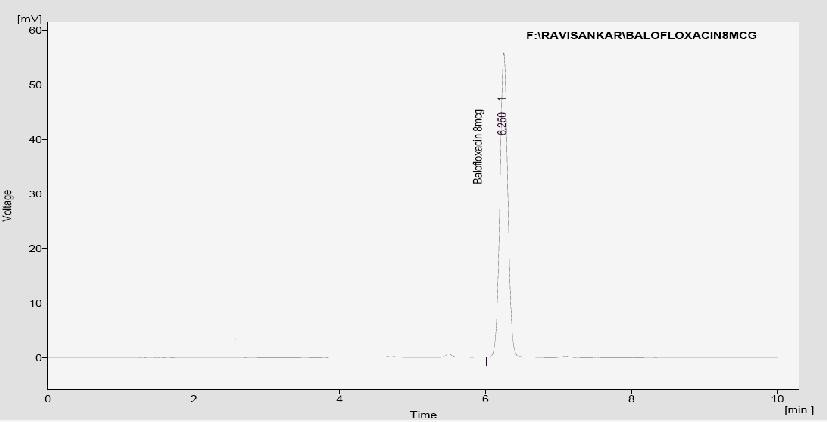 [mV]
60
F:\RAVISANKAR\BALOFLOXACIN8MCG
50
40
30
20
10
0
Voltage
Balofloxacin 8mcg
6.260 1
0 2 4 6 8 10
Time
[min.]